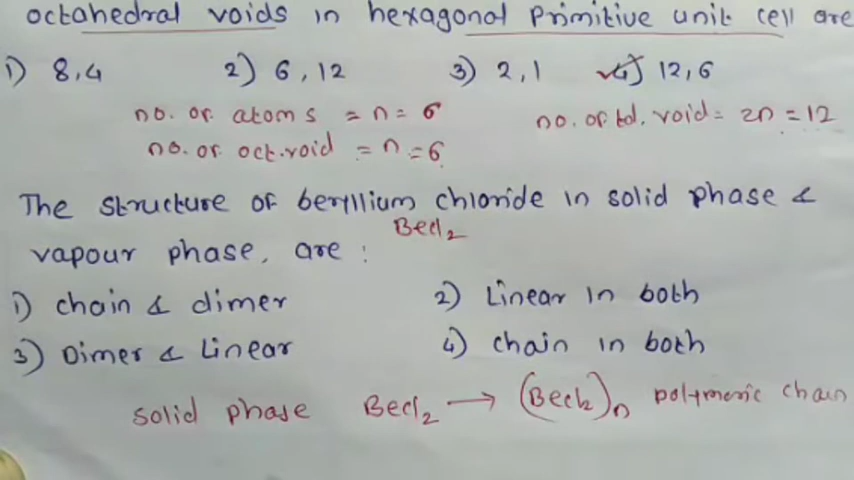 octahedral voids in hexagonal Primitive unit cell are
1) 8,4 2) 6,12 3) 2,1 4) 12,6
no. of atoms = n = 6 no. of td. void = 2n = 12
no. of oct. void = n = 6
The structure of beryllium chloride in solid phase &
BeCl2
vapour phase, are :
1) chain & dimer 2) Linear in both
3) Dimer & Linear 4) chain in both
solid phase BeCl2 → (BeCl2)n polymeric chain